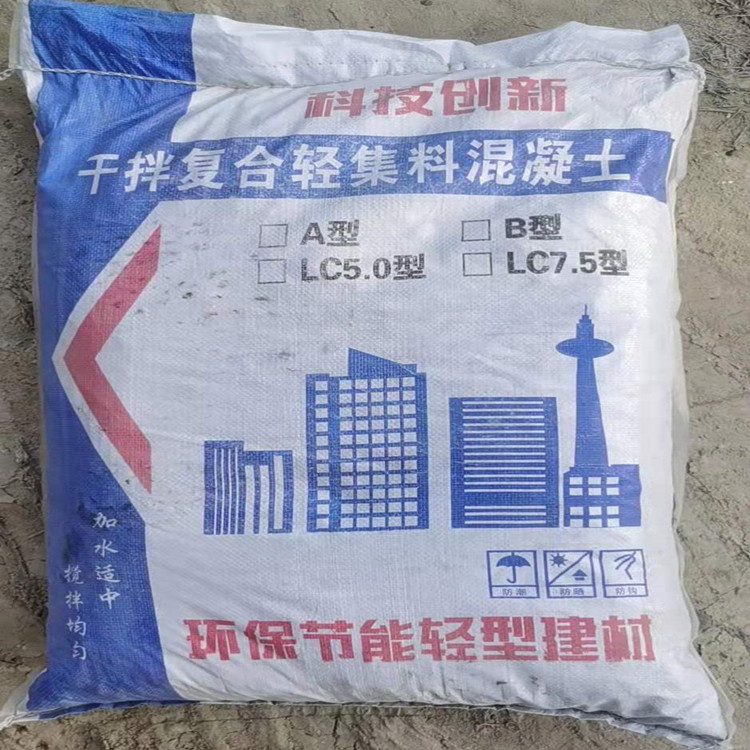 科技创新
干拌复合轻集料混凝土
□ A型 □ B型
□ LC5.0型 □ LC7.5型
加水适中
搅拌均匀
防潮 防晒 防钩
环保节能轻型建材